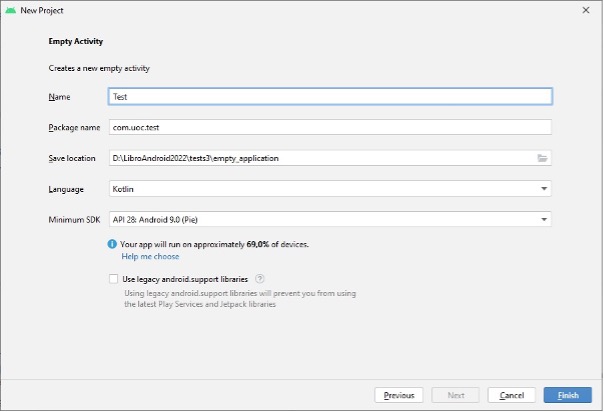 New Project
Empty Activity
Creates a new empty activity
Name Test
Package name com.uoc.test
Save location D:\LibroAndroid2022\tests3\empty_application
Language Kotlin
Minimum SDK API 28: Android 9.0 (Pie)
Your app will run on approximately 69,0% of devices.
Help me choose
Use legacy android.support libraries ?
Using legacy android.support libraries will prevent you from using
the latest Play Services and Jetpack libraries
Previous Next Cancel Finish